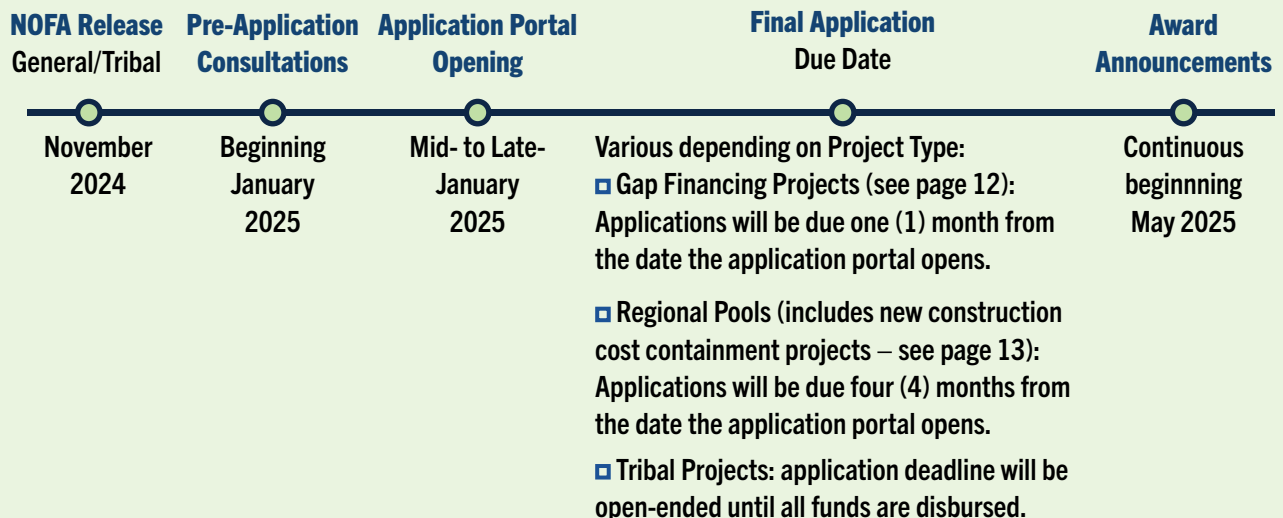 NOFA Release
General/Tribal
Pre-Application
Consultations
Application Portal
Opening
Final Application
Due Date
Award
Announcements
November
2024
Beginning
January
2025
Mid- to Late-
January
2025
Various depending on Project Type:
Gap Financing Projects (see page 12):
Applications will be due one (1) month from
the date the application portal opens.
Regional Pools (includes new construction
cost containment projects – see page 13):
Applications will be due four (4) months from
the date the application portal opens.
Tribal Projects: application deadline will be
open-ended until all funds are disbursed.
Continuous
beginnning
May 2025